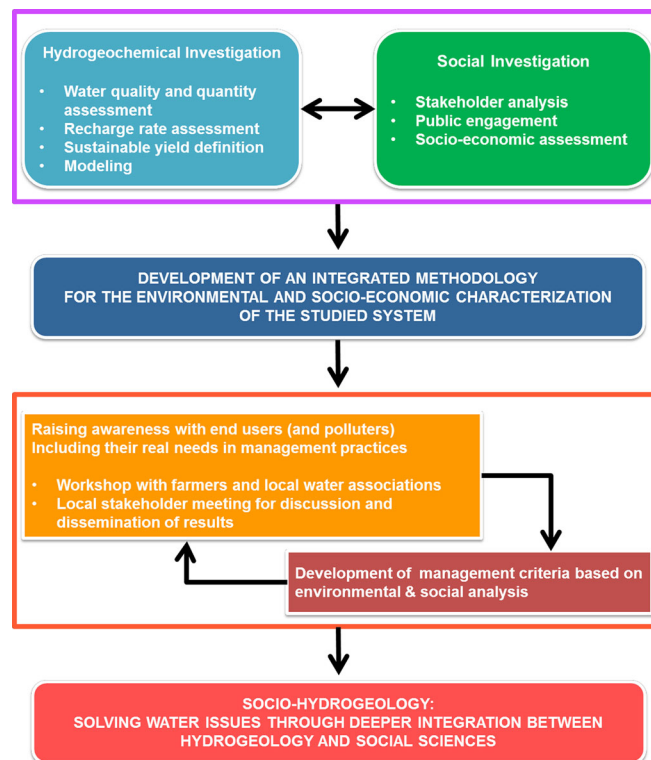 Hydrogeochemical Investigation
• Water quality and quantity
assessment
• Recharge rate assessment
• Sustainable yield definition
• Modeling
Social Investigation
• Stakeholder analysis
• Public engagement
• Socio-economic assessment
DEVELOPMENT OF AN INTEGRATED METHODOLOGY
FOR THE ENVIRONMENTAL AND SOCIO-ECONOMIC CHARACTERIZATION
OF THE STUDIED SYSTEM
Raising awareness with end users (and polluters)
Including their real needs in management practices
• Workshop with farmers and local water associations
• Local stakeholder meeting for discussion and
dissemination of results
Development of management criteria based on
environmental & social analysis
SOCIO-HYDROGEOLOGY:
SOLVING WATER ISSUES THROUGH DEEPER INTEGRATION BETWEEN
HYDROGEOLOGY AND SOCIAL SCIENCES